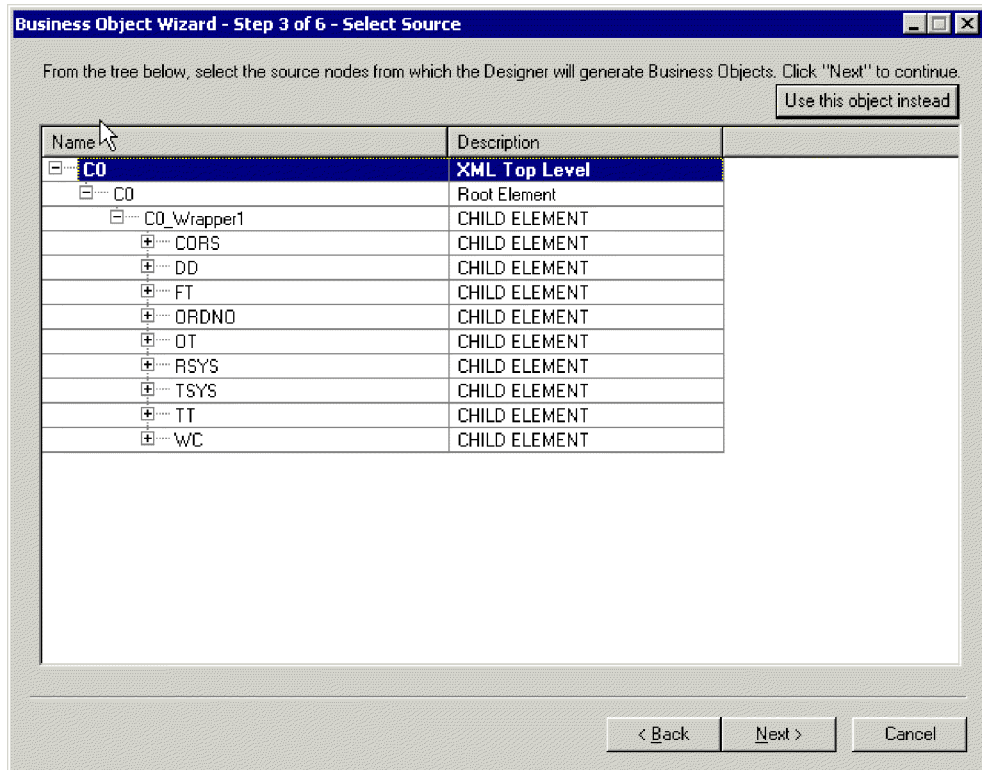 Business Object Wizard - Step 3 of 6 - Select Source
From the tree below, select the source nodes from which the Designer will generate Business Objects. Click "Next" to continue.
Use this object instead
Name Description
C0 XML Top Level
C0 Root Element
C0_Wrapper1 CHILD ELEMENT
CORS CHILD ELEMENT
DD CHILD ELEMENT
FT CHILD ELEMENT
ORDNO CHILD ELEMENT
OT CHILD ELEMENT
RSYS CHILD ELEMENT
TSYS CHILD ELEMENT
TT CHILD ELEMENT
WC CHILD ELEMENT
< Back Next > Cancel